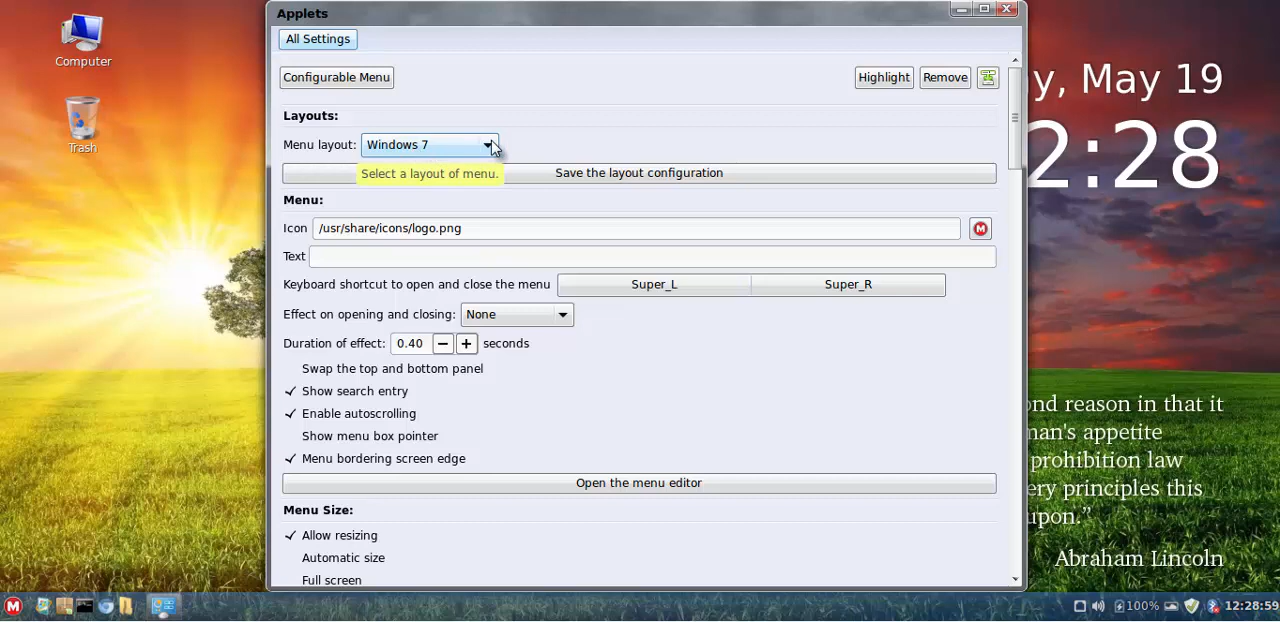 Applets
All Settings
Computer
Trash
Configurable Menu
Highlight
Remove
Layouts:
Menu layout: Windows 7
Select a layout of menu.
Save the layout configuration
Menu:
Icon /usr/share/icons/logo.png
M
Text
Keyboard shortcut to open and close the menu Super_L Super_R
Effect on opening and closing: None
Duration of effect: 0.40 − + seconds
Swap the top and bottom panel
Show search entry
Enable autoscrolling
Show menu box pointer
Menu bordering screen edge
Open the menu editor
Menu Size:
Allow resizing
Automatic size
Full screen
y, May 19
2:28
ond reason in that it
man's appetite
prohibition law
ery principles this
upon.”
Abraham Lincoln
M
100%
12:28:59